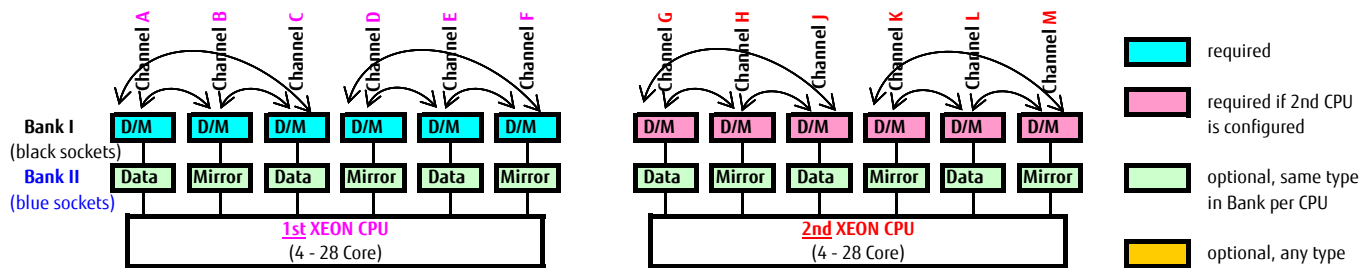 Channel A
Channel B
Channel C
Channel D
Channel E
Channel F
Channel G
Channel H
Channel J
Channel K
Channel L
Channel M
Bank I
(black sockets)
D/M D/M D/M D/M D/M D/M D/M D/M D/M D/M D/M D/M
Bank II
(blue sockets)
Data Mirror Data Mirror Data Mirror Data Mirror Data Mirror Data Mirror
1st XEON CPU
(4 - 28 Core)
2nd XEON CPU
(4 - 28 Core)
required
required if 2nd CPU
is configured
optional, same type
in Bank per CPU
optional, any type